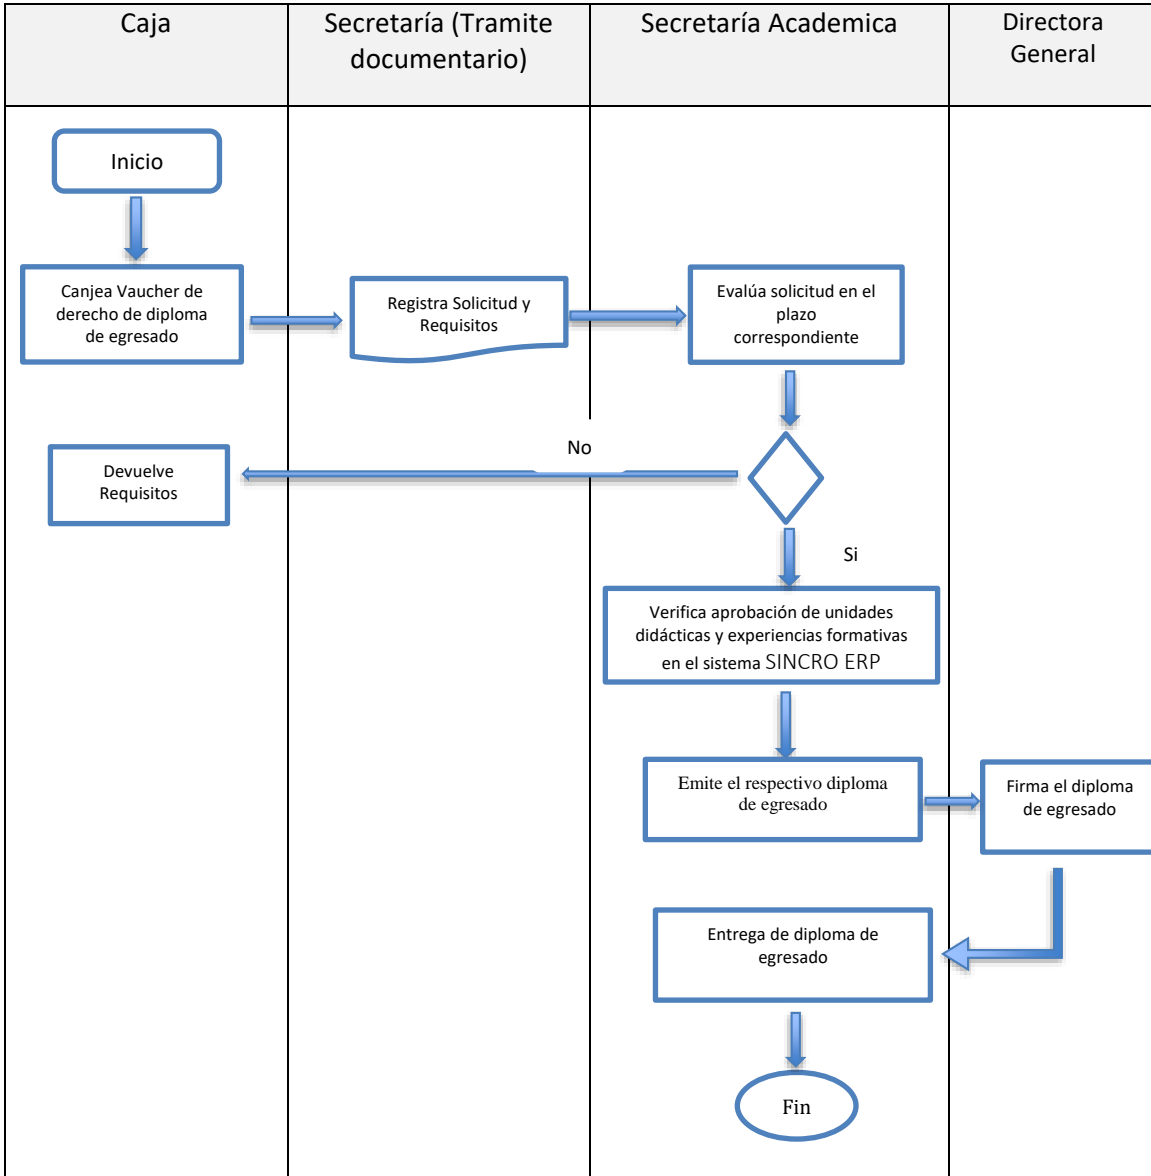 Caja
Secretaría (Tramite
documentario)
Secretaría Academica
Directora
General
Inicio
Canjea Vaucher de
derecho de diploma
de egresado
Registra Solicitud y
Requisitos
Evalúa solicitud en el
plazo
correspondiente
No
Devuelve
Requisitos
Si
Verifica aprobación de unidades
didácticas y experiencias formativas
en el sistema SINCRO ERP
Emite el respectivo diploma
de egresado
Firma el diploma
de egresado
Entrega de diploma de
egresado
Fin